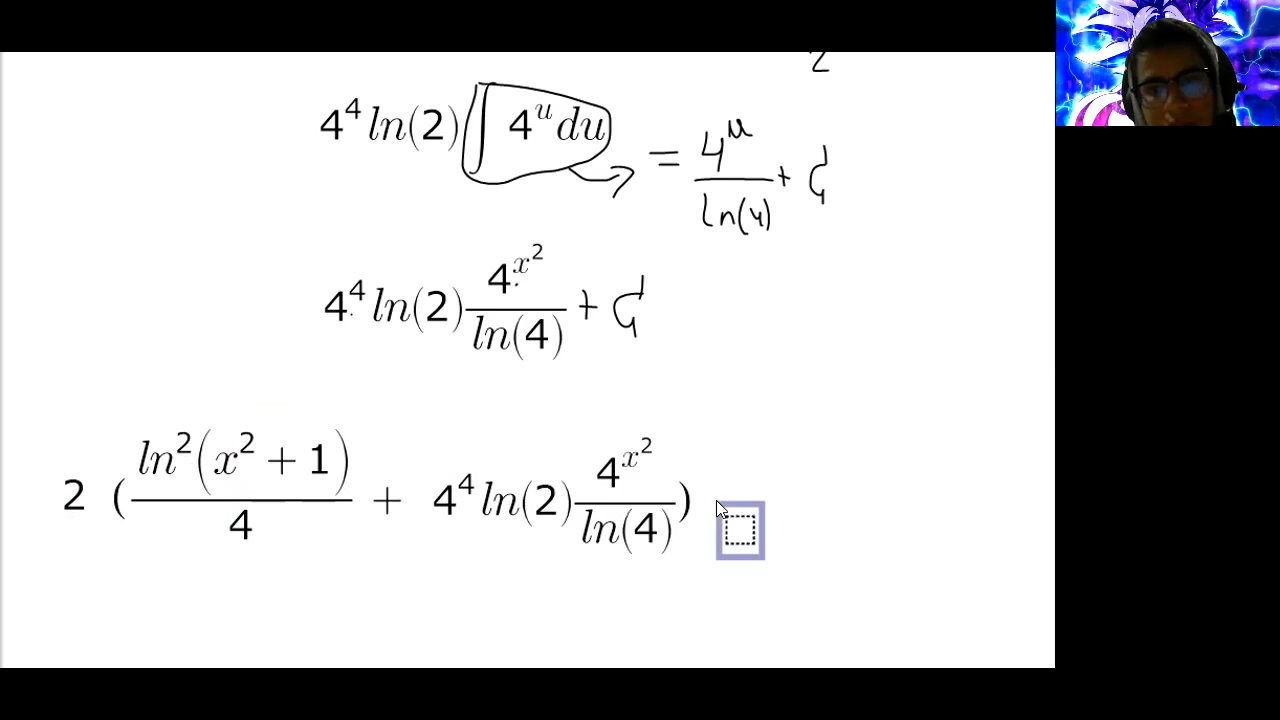 2
4⁴ ln(2) ∫ 4ᵘ du = 4ᵘ / ln(4) + C
4⁴ ln(2) 4^(x²) / ln(4) + C
2 ( ln²(x² + 1) / 4 + 4⁴ ln(2) 4^(x²) / ln(4) )